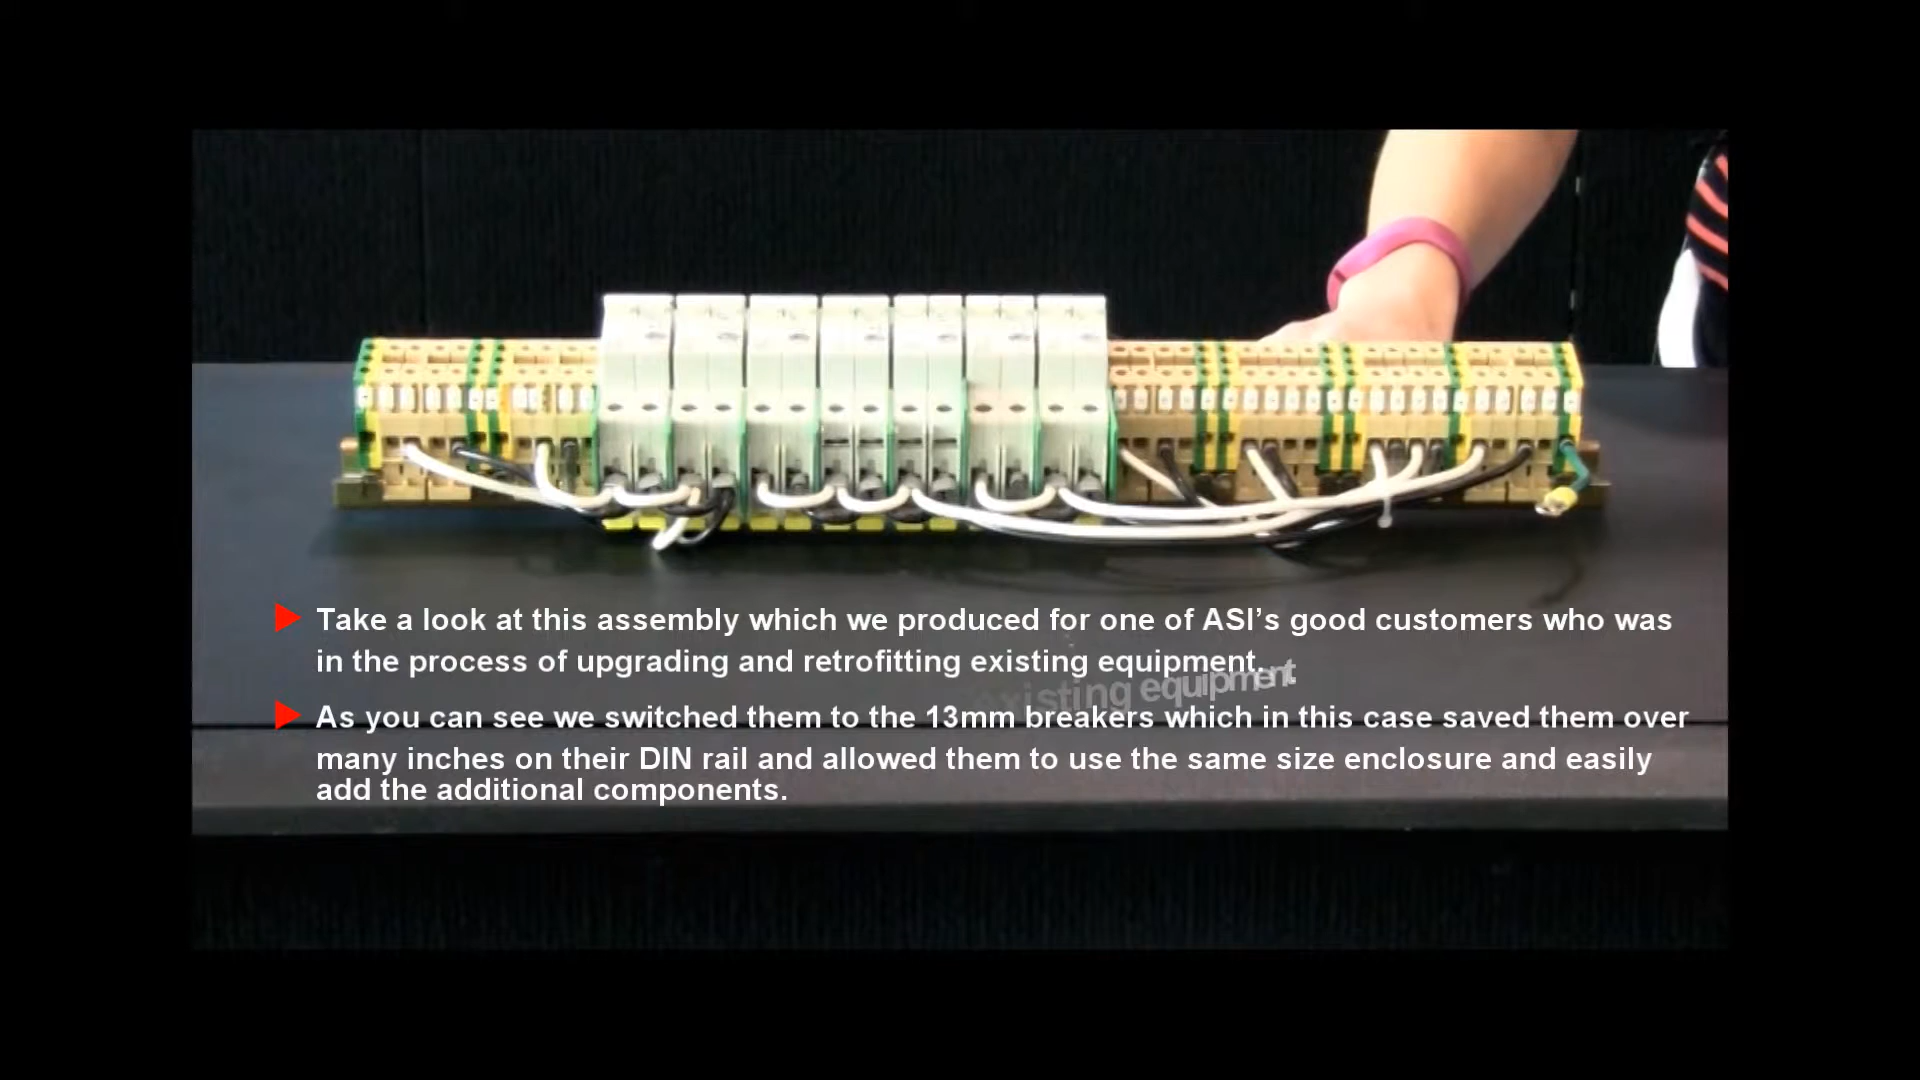 Take a look at this assembly which we produced for one of ASI’s good customers who was
in the process of upgrading and retrofitting existing equipment.
existing equipment.
As you can see we switched them to the 13mm breakers which in this case saved them over
many inches on their DIN rail and allowed them to use the same size enclosure and easily
add the additional components.